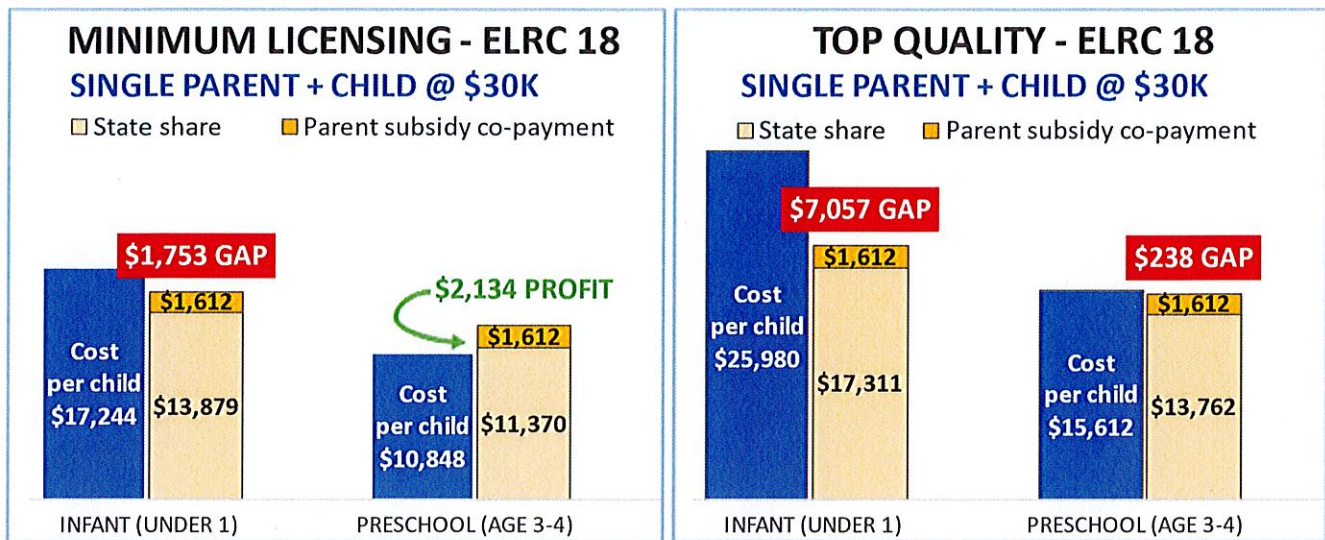 MINIMUM LICENSING - ELRC 18
SINGLE PARENT + CHILD @ $30K
State share
Parent subsidy co-payment
$1,753 GAP
$1,612
Cost
per child
$17,244
$13,879
$2,134 PROFIT
$1,612
Cost
per child
$10,848
$11,370
INFANT (UNDER 1)
PRESCHOOL (AGE 3-4)
TOP QUALITY - ELRC 18
SINGLE PARENT + CHILD @ $30K
State share
Parent subsidy co-payment
$7,057 GAP
$1,612
Cost
per child
$25,980
$17,311
$238 GAP
$1,612
Cost
per child
$15,612
$13,762
INFANT (UNDER 1)
PRESCHOOL (AGE 3-4)